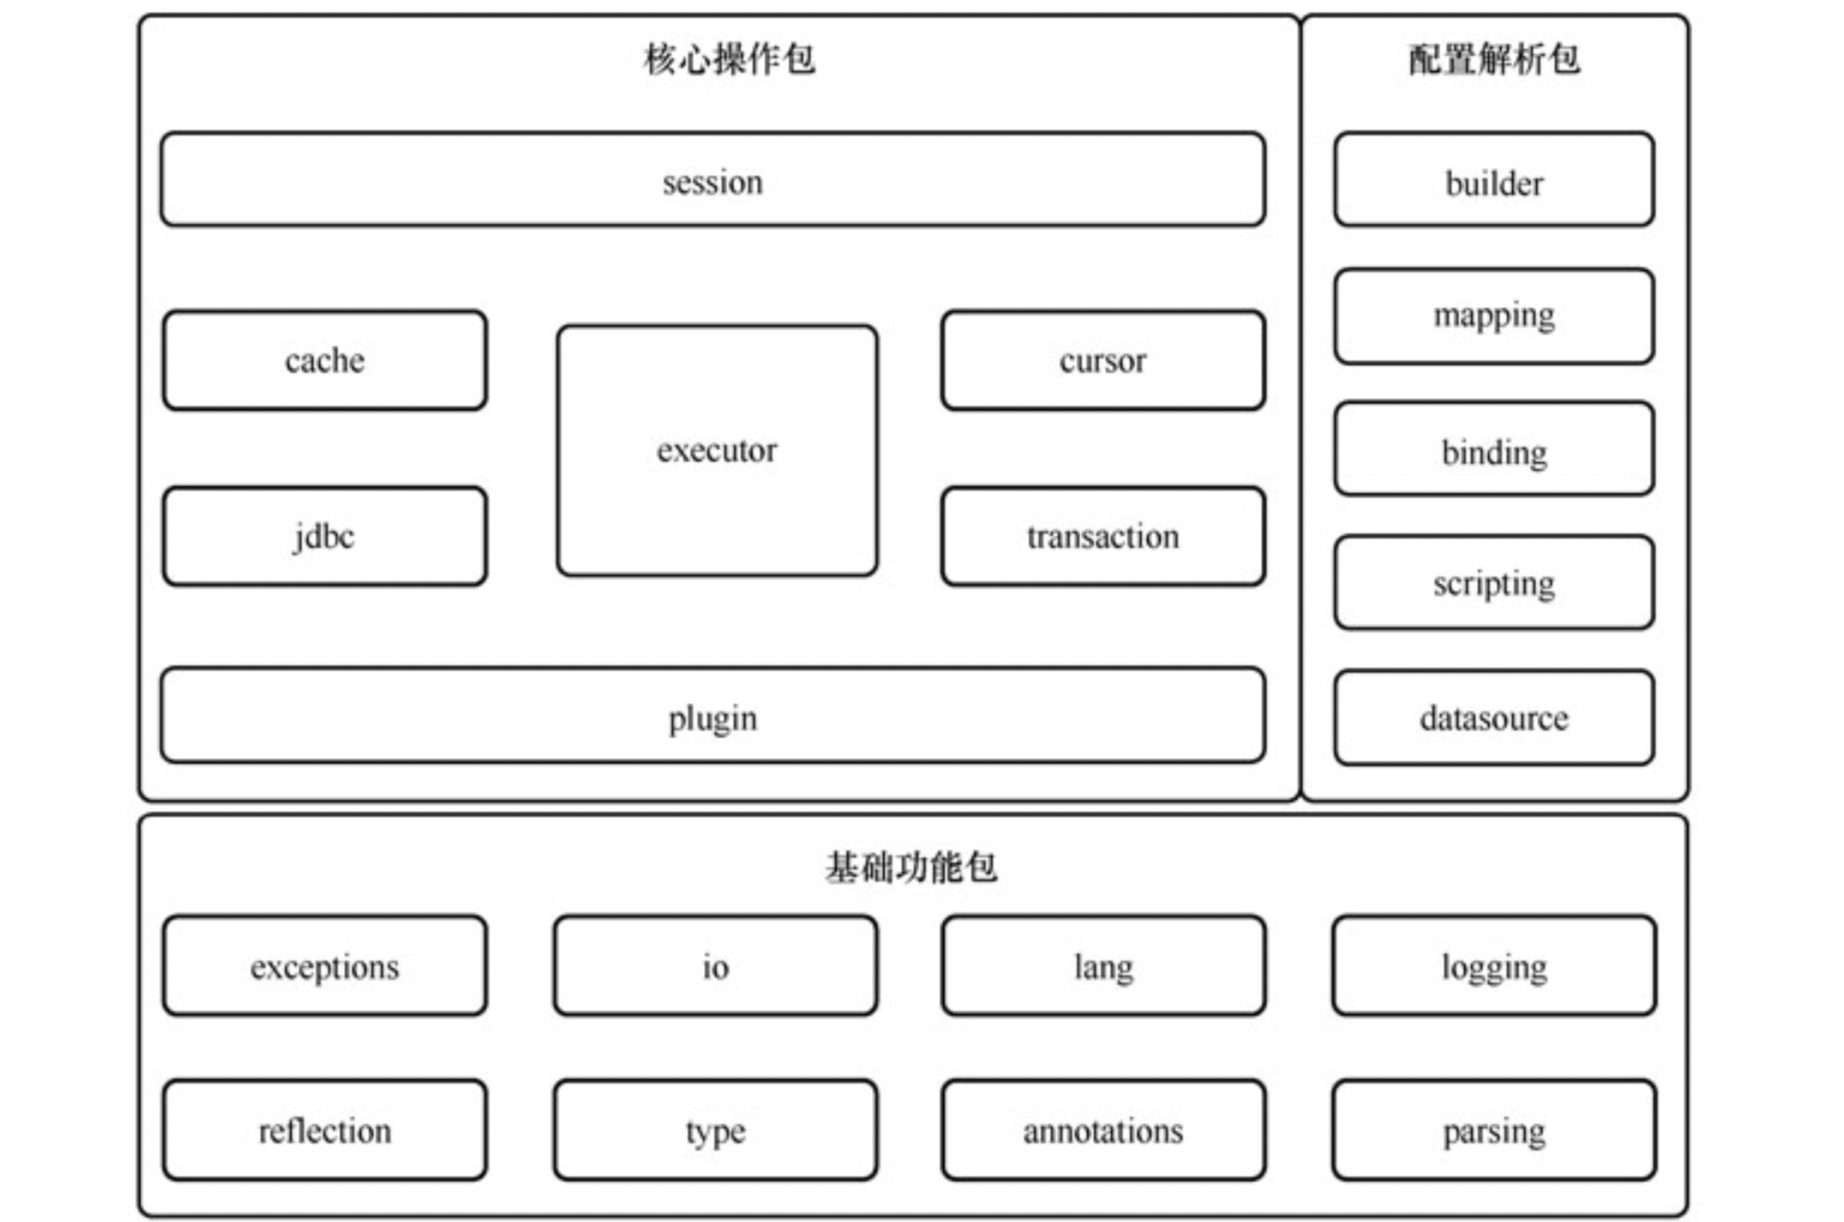 核心操作包
session
cache
executor
cursor
jdbc
transaction
plugin
配置解析包
builder
mapping
binding
scripting
datasource
基础功能包
exceptions
io
lang
logging
reflection
type
annotations
parsing